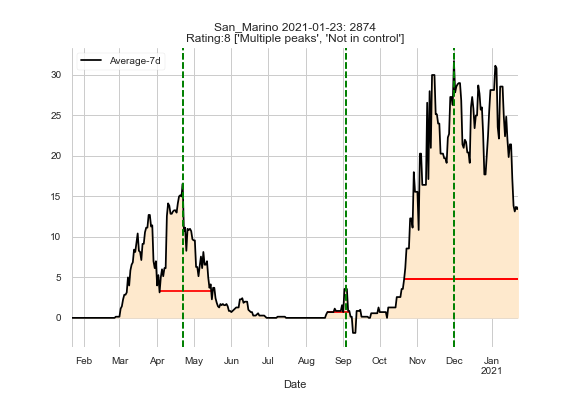 San_Marino 2021-01-23: 2874
Rating:8 ['Multiple peaks', 'Not in control']
Average-7d
30
25
20
15
10
5
0
Feb Mar Apr May Jun Jul Aug Sep Oct Nov Dec Jan
2021
Date